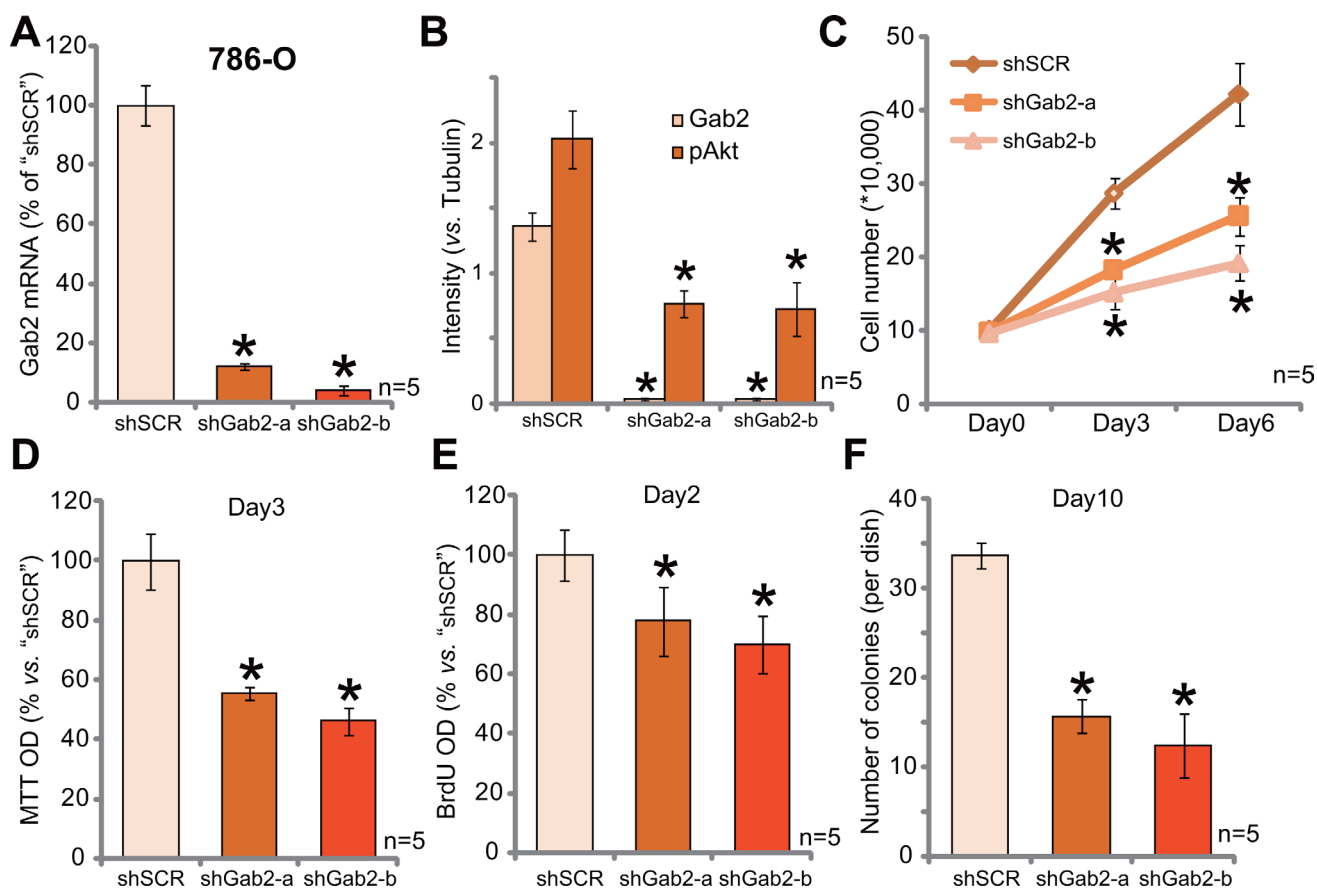 A
786-O
Gab2 mRNA (% of “shSCR”)
120
100
80
60
40
20
0
*
*
n=5
shSCR
shGab2-a
shGab2-b
B
Intensity (vs. Tubulin)
2
1
0
Gab2
pAkt
*
*
*
*
n=5
shSCR
shGab2-a
shGab2-b
C
Cell number (*10,000)
50
40
30
20
10
0
shSCR
shGab2-a
shGab2-b
*
*
*
*
n=5
Day0
Day3
Day6
D
Day3
MTT OD (% vs. “shSCR”)
120
100
80
60
40
20
0
*
*
n=5
shSCR
shGab2-a
shGab2-b
E
Day2
BrdU OD (% vs. “shSCR”)
120
100
80
60
40
20
0
*
*
n=5
shSCR
shGab2-a
shGab2-b
F
Day10
Number of colonies (per dish)
40
30
20
10
0
*
*
n=5
shSCR
shGab2-a
shGab2-b